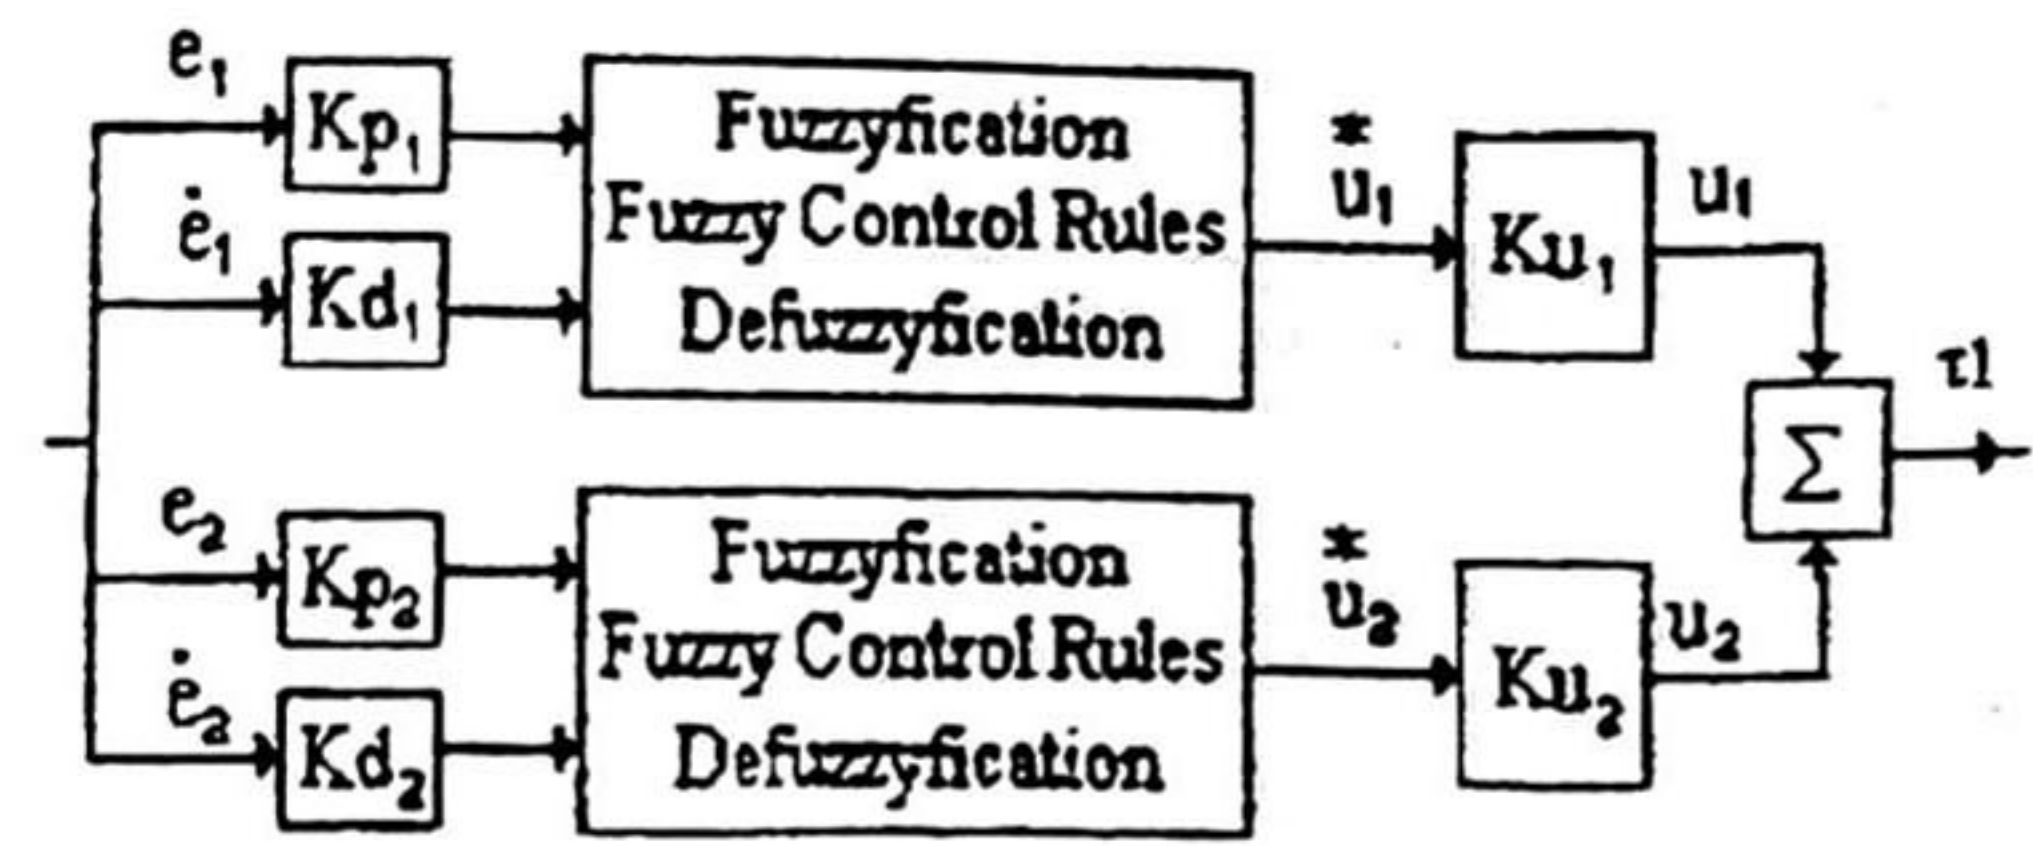 e₁
Kp₁
ė₁
Kd₁
Fuzzyfication
Fuzzy Control Rules
Defuzzyfication
*
u₁
Ku₁
u₁
Σ
τ1
e₂
Kp₂
ė₂
Kd₂
Fuzzyfication
Fuzzy Control Rules
Defuzzyfication
*
u₂
Ku₂
u₂